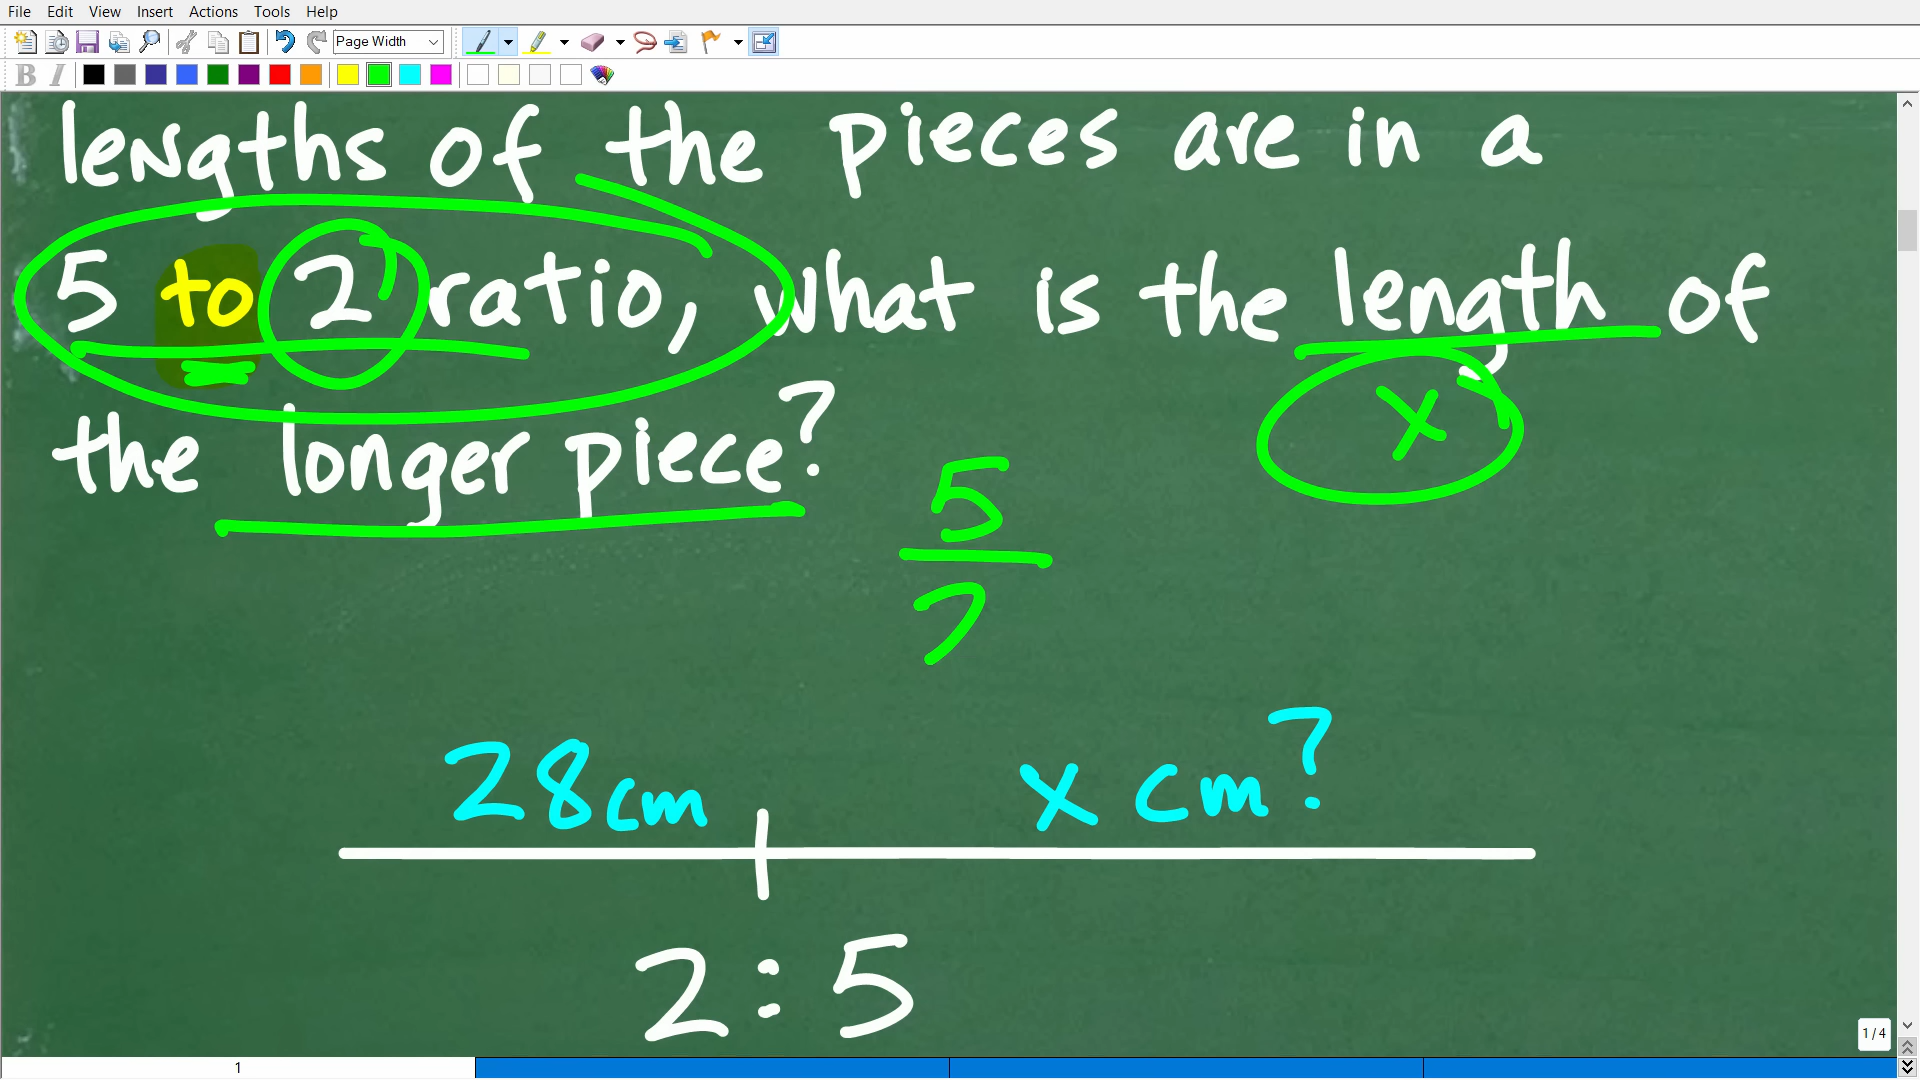 File Edit View Insert Actions Tools Help
Page Width
B I
lengths of the pieces are in a
5 to 2 ratio, what is the length of
x
the longer piece?
5
7
28cm x cm?
2:5
1/4
1